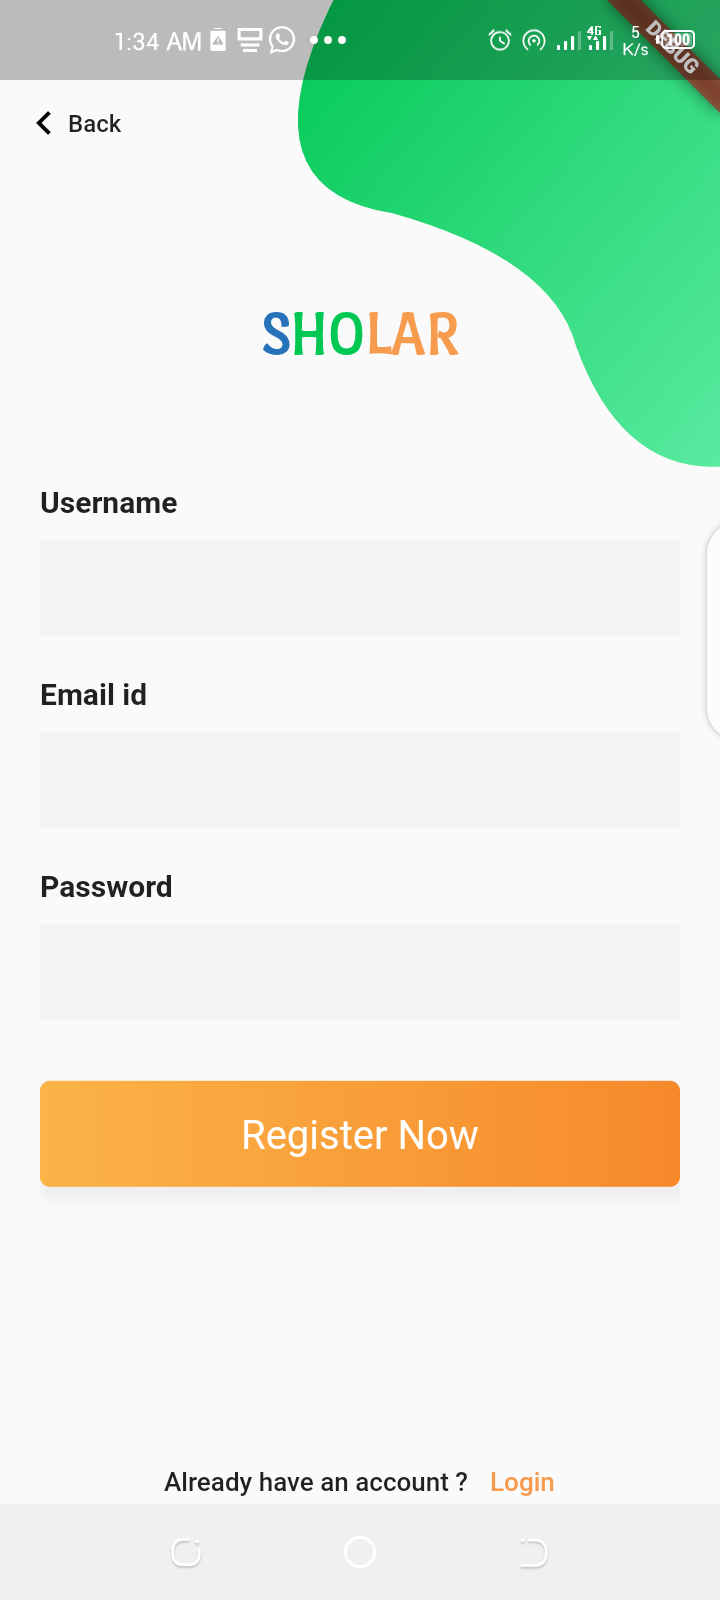 1:34 AM 4G 5 K/s 100
DEBUG
Back
SHOLAR
Username
Email id
Password
Register Now
Already have an account ? Login